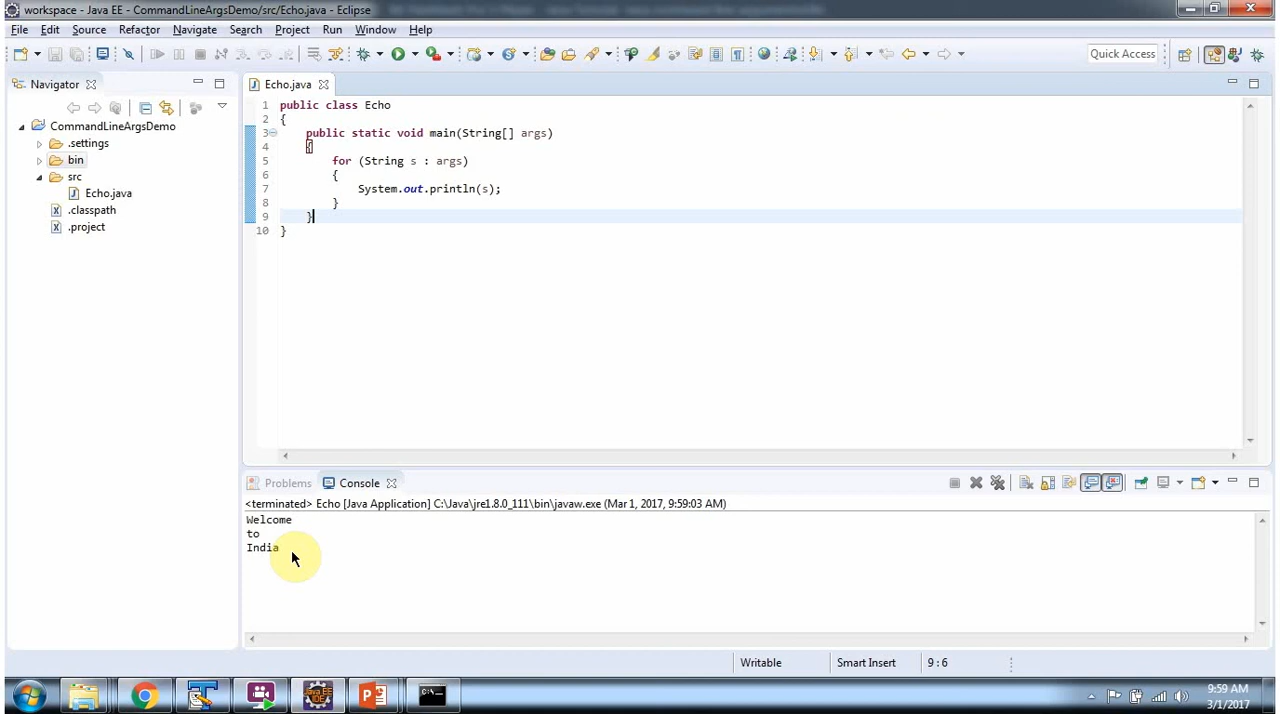 workspace - Java EE - CommandLineArgsDemo/src/Echo.java - Eclipse
File Edit Source Refactor Navigate Search Project Run Window Help
Quick Access
Navigator
CommandLineArgsDemo
.settings
bin
src
Echo.java
.classpath
.project
Echo.java
1 public class Echo
2 {
3 public static void main(String[] args)
4 {
5 for (String s : args)
6 {
7 System.out.println(s);
8 }
9 }
10 }
Problems Console
<terminated> Echo [Java Application] C:\Java\jre1.8.0_111\bin\javaw.exe (Mar 1, 2017, 9:59:03 AM)
Welcome
to
India
Writable Smart Insert 9 : 6
Java EE
IDE
C:\.
9:59 AM
3/1/2017